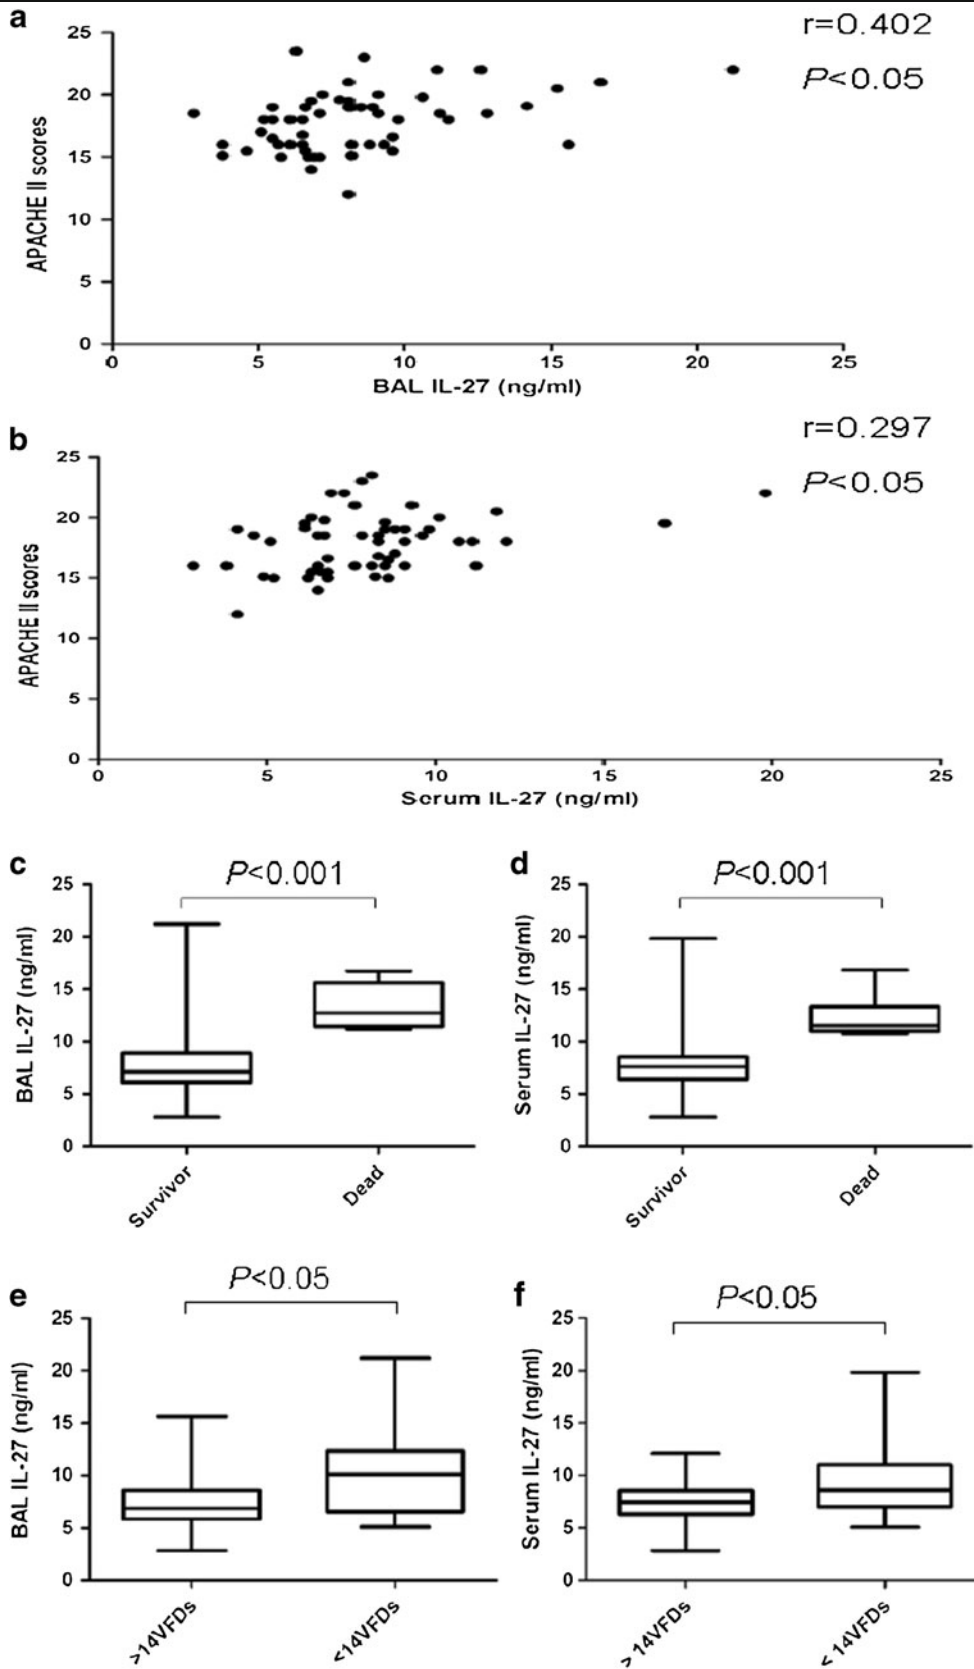 a
r=0.402
P<0.05
25
20
15
10
5
0
APACHE II scores
0 5 10 15 20 25
BAL IL-27 (ng/ml)
b
r=0.297
P<0.05
25
20
15
10
5
0
APACHE II scores
0 5 10 15 20 25
Serum IL-27 (ng/ml)
c
P<0.001
25
20
15
10
5
0
BAL IL-27 (ng/ml)
Survivor Dead
d
P<0.001
25
20
15
10
5
0
Serum IL-27 (ng/ml)
Survivor Dead
e
P<0.05
25
20
15
10
5
0
BAL IL-27 (ng/ml)
>14VFDs <14VFDs
f
P<0.05
25
20
15
10
5
0
Serum IL-27 (ng/ml)
> 14VFDs < 14VFDs